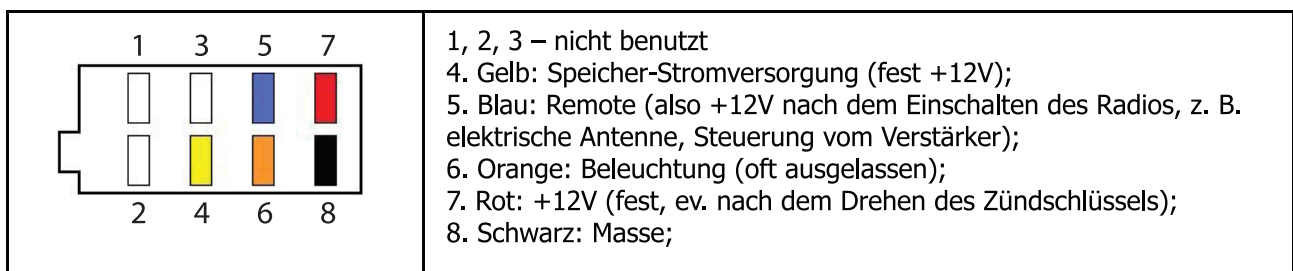 1 3 5 7
2 4 6 8
1, 2, 3 – nicht benutzt
4. Gelb: Speicher-Stromversorgung (fest +12V);
5. Blau: Remote (also +12V nach dem Einschalten des Radios, z. B.
elektrische Antenne, Steuerung vom Verstärker);
6. Orange: Beleuchtung (oft ausgelassen);
7. Rot: +12V (fest, ev. nach dem Drehen des Zündschlüssels);
8. Schwarz: Masse;